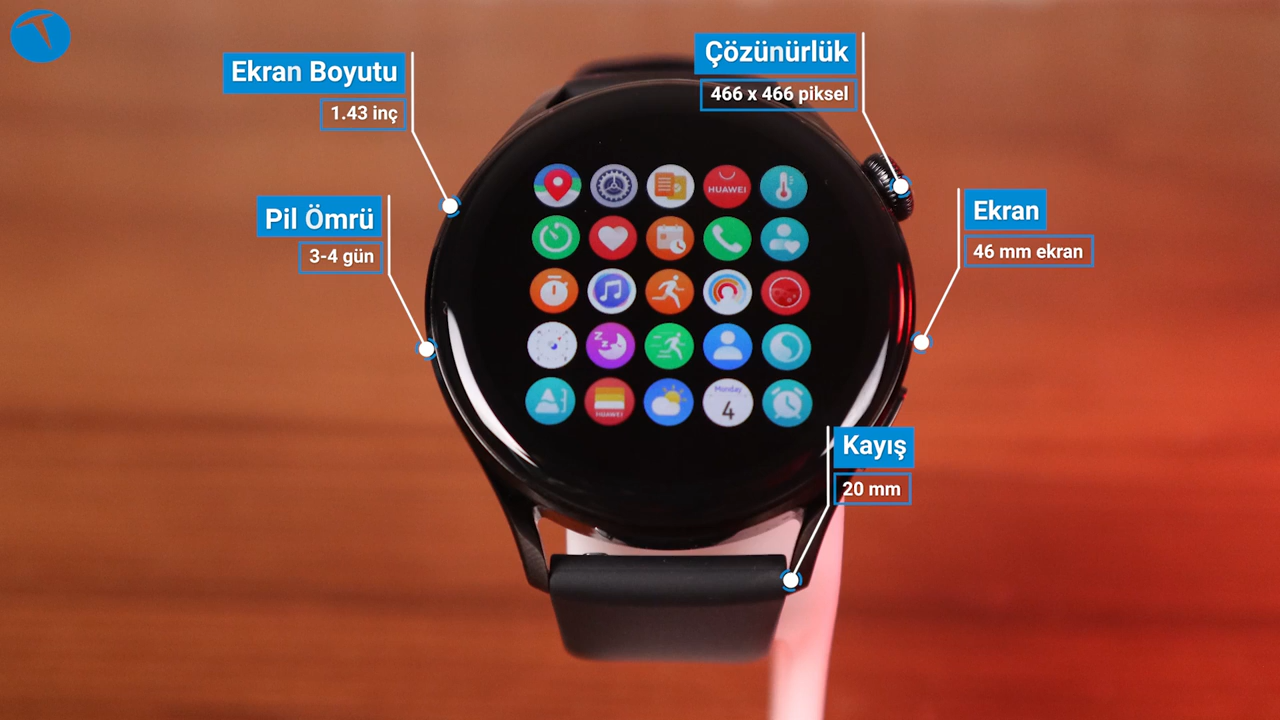 Ekran Boyutu
1.43 inç
Çözünürlük
466 x 466 piksel
Pil Ömrü
3-4 gün
Ekran
46 mm ekran
HUAWEI
Kayış
20 mm
HUAWEI
Monday
4